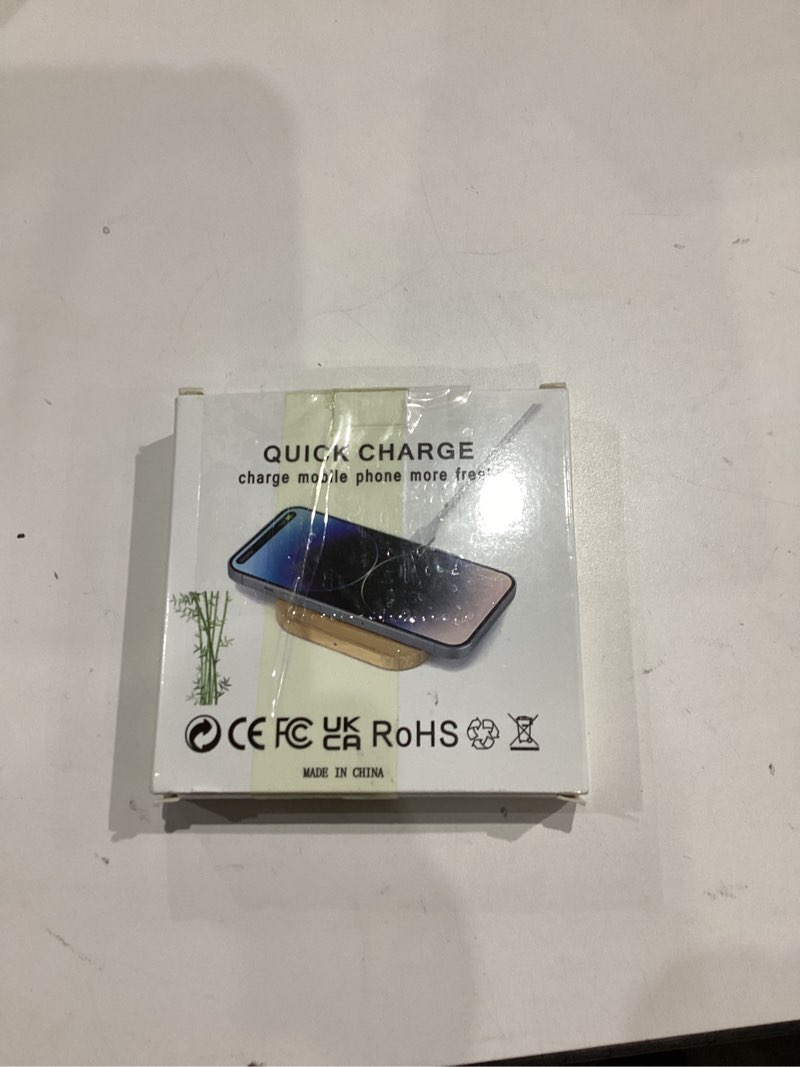 QUICK CHARGE
charge mobile phone more
CE FC UK CA RoHS
MADE IN CHINA